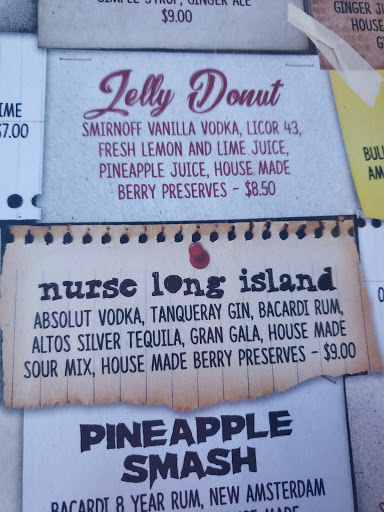 SIMPLE SYRUP, GINGER ALE
$9.00
GINGER
HOUSE
IME
$7.00
Jelly Donut
SMIRNOFF VANILLA VODKA, LICOR 43,
FRESH LEMON AND LIME JUICE,
PINEAPPLE JUICE, HOUSE MADE
BERRY PRESERVES - $8.50
BUL
AM
nurse long island
ABSOLUT VODKA, TANQUERAY GIN, BACARDI RUM,
ALTOS SILVER TEQUILA, GRAN GALA, HOUSE MADE
SOUR MIX, HOUSE MADE BERRY PRESERVES - $9.00
PINEAPPLE
SMASH
BACARDI 8 YEAR RUM, NEW AMSTERDAM
MADE